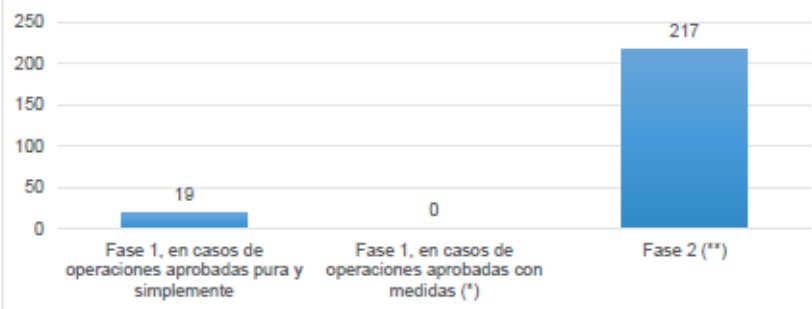 250
217
200
150
100
50
19
0
0
Fase 1, en casos de
operaciones aprobadas pura y
simplemente
Fase 1, en casos de
operaciones aprobadas con
medidas (*)
Fase 2 (**)